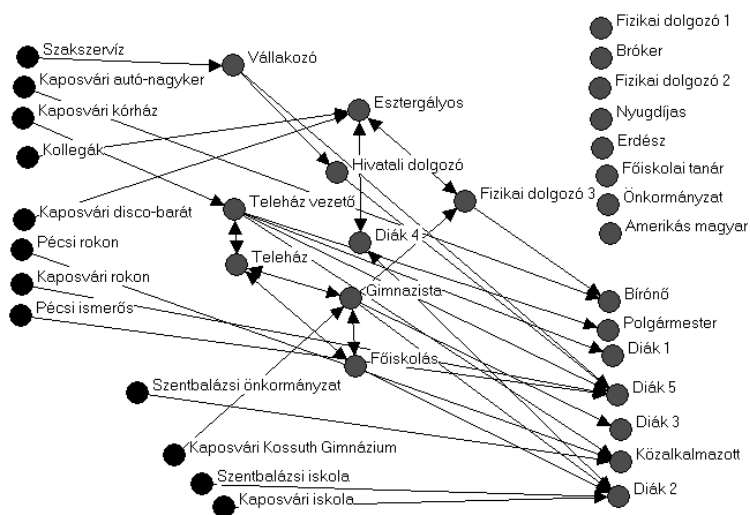 Szakszervíz
Kaposvári autó-nagyker
Kaposvári kórház
Kollegák
Kaposvári disco-barát
Pécsi rokon
Kaposvári rokon
Pécsi ismerős
Szentbalázsi önkormányzat
Kaposvári Kossuth Gimnázium
Szentbalázsi iskola
Kaposvári iskola
Vállakozó
Esztergályos
Hivatali dolgozó
Teleház vezető
Fizikai dolgozó 3
Diák 4
Teleház
Gimnazista
Főiskolás
Fizikai dolgozó 1
Bróker
Fizikai dolgozó 2
Nyugdíjas
Erdész
Főiskolai tanár
Önkormányzat
Amerikás magyar
Bírónő
Polgármester
Diák 1
Diák 5
Diák 3
Közalkalmazott
Diák 2